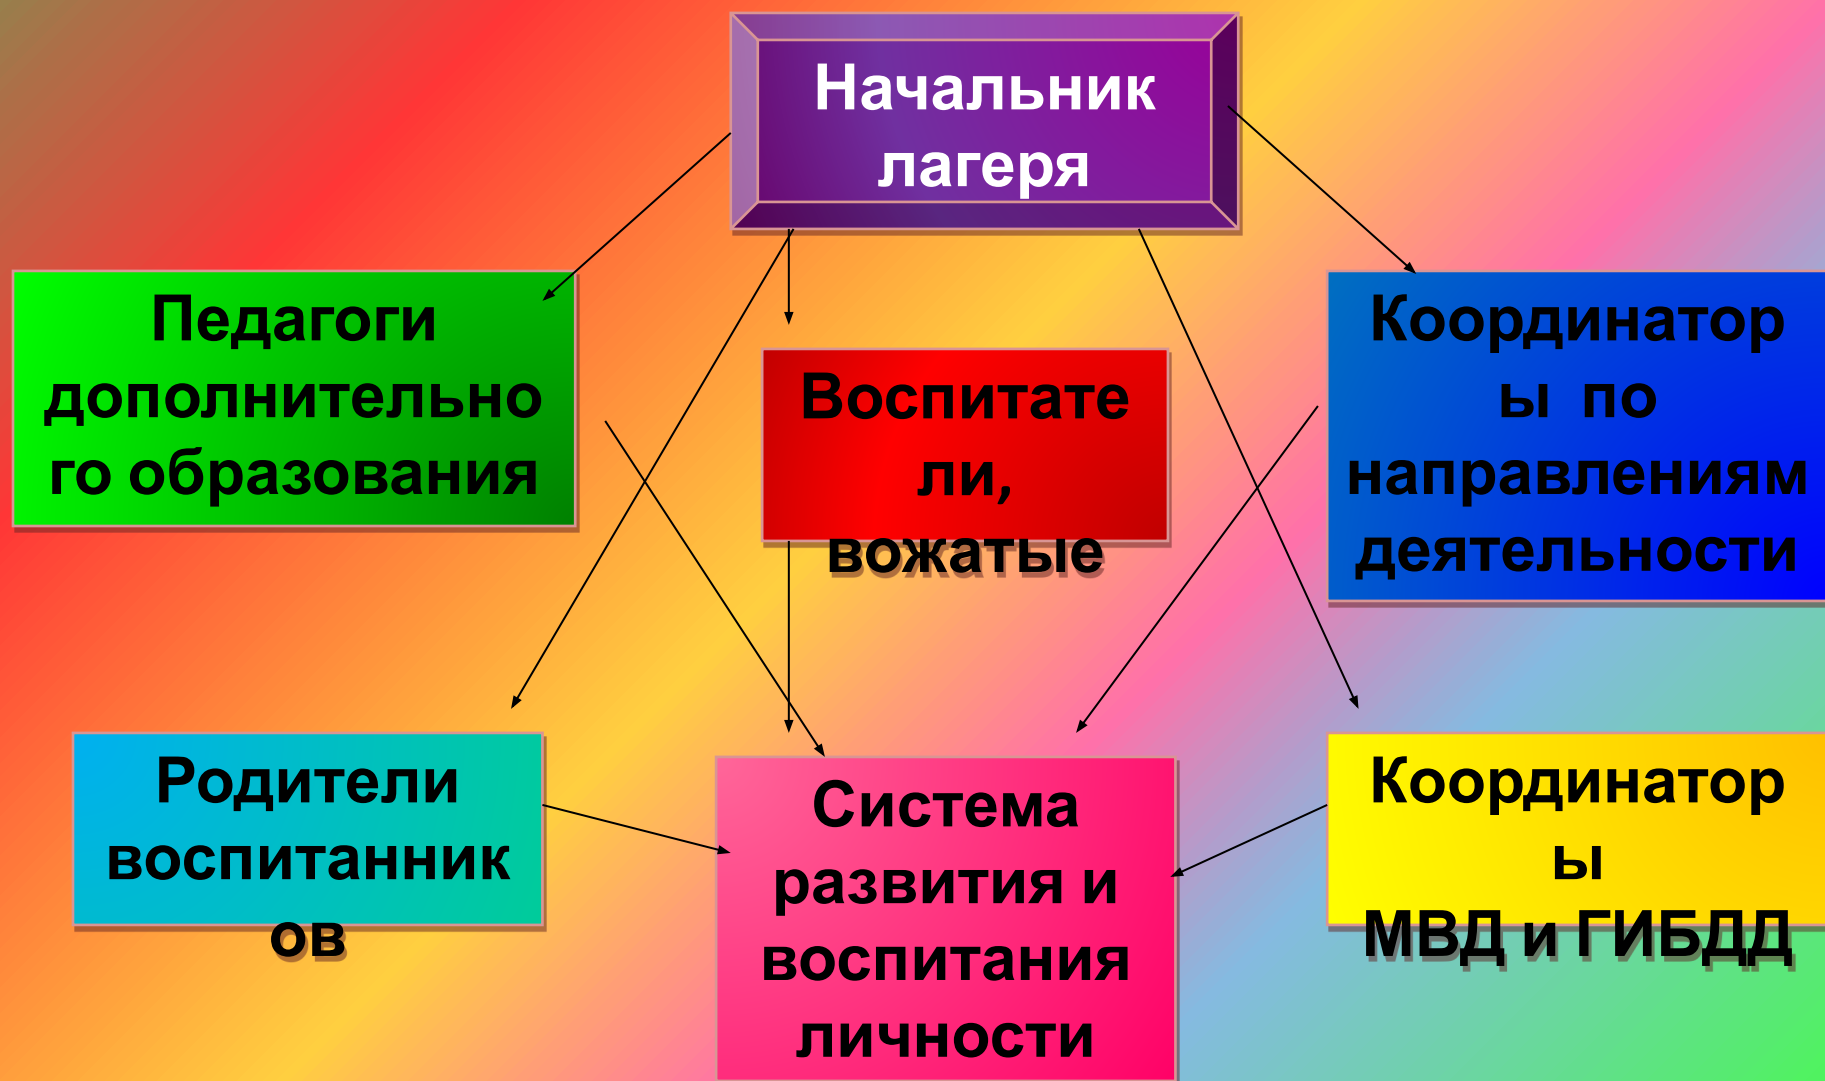 Начальник
лагеря
Педагоги
дополнительно
го образования
Воспитате
ли,
вожатые
Координатор
ы по
направлениям
деятельности
Родители
воспитанник
ов
Система
развития и
воспитания
личности
Координатор
ы
МВД и ГИБДД